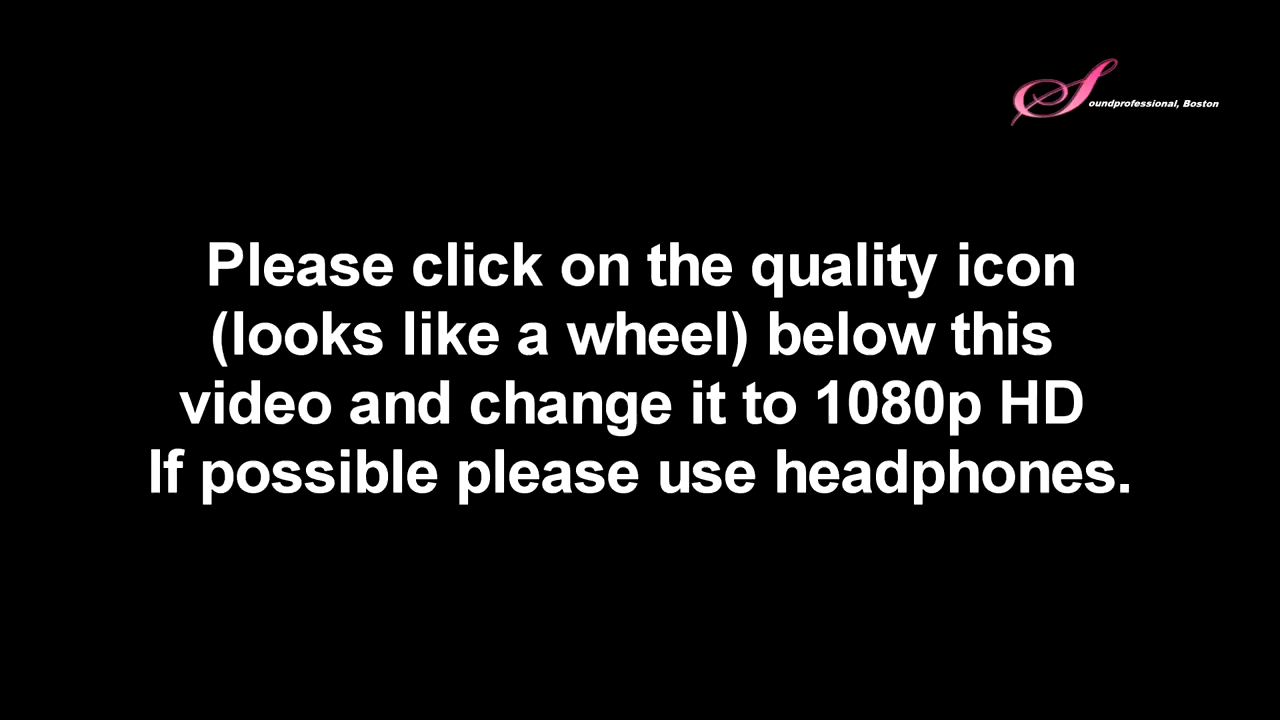 Soundprofessional, Boston
Please click on the quality icon
(looks like a wheel) below this
video and change it to 1080p HD
If possible please use headphones.